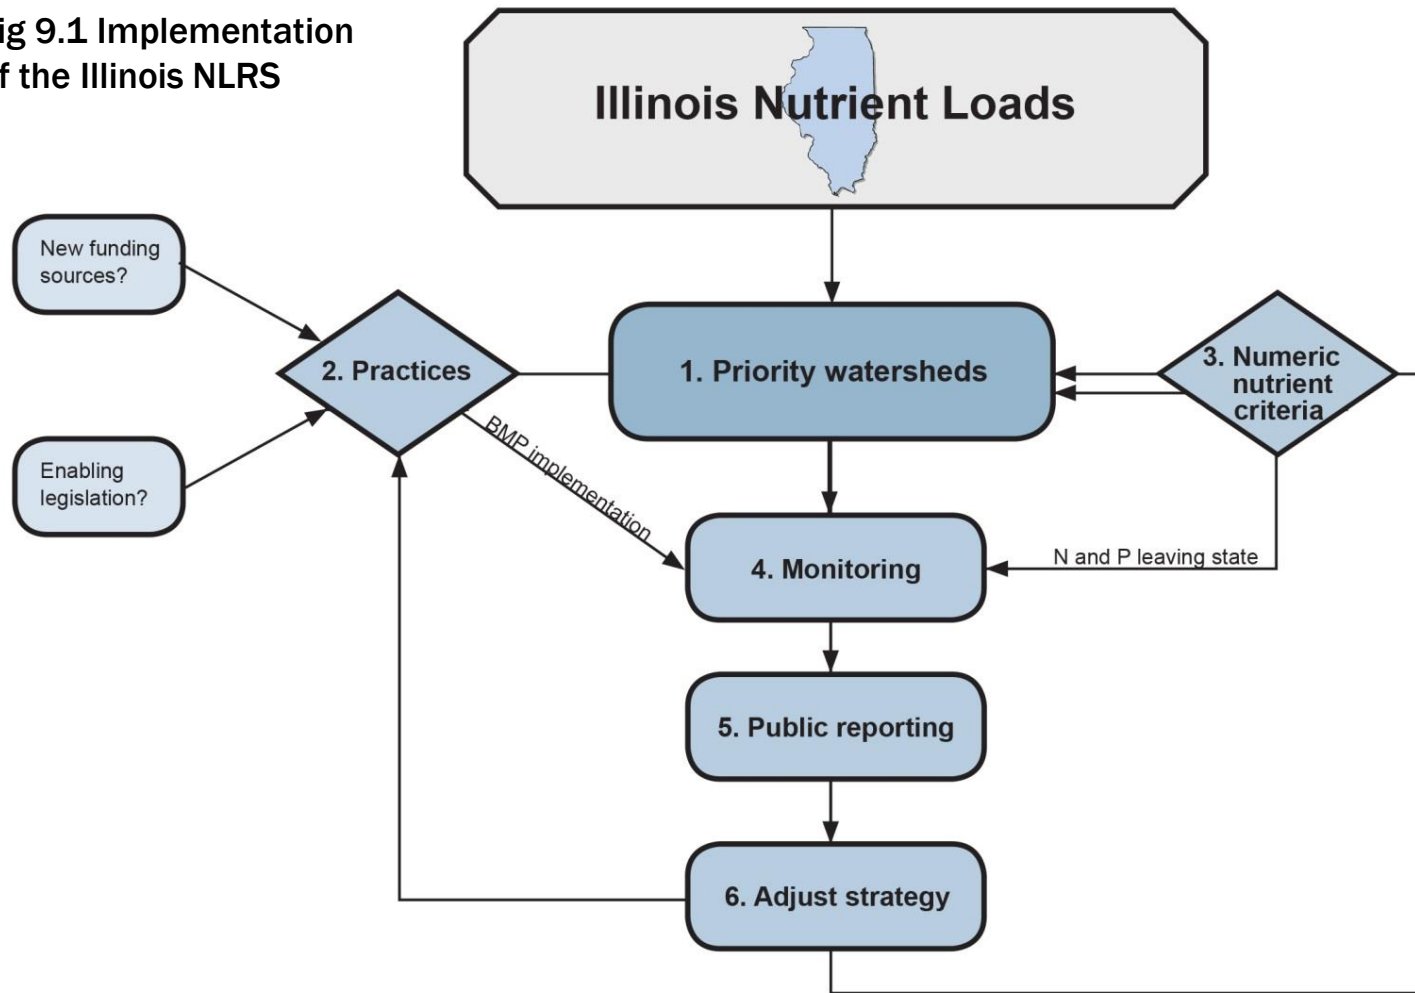 ig 9.1 Implementation
f the Illinois NLRS
Illinois Nutrient Loads
New funding
sources?
2. Practices
1. Priority watersheds
3. Numeric
nutrient
criteria
Enabling
legislation?
BMP implementation
4. Monitoring
N and P leaving state
5. Public reporting
6. Adjust strategy